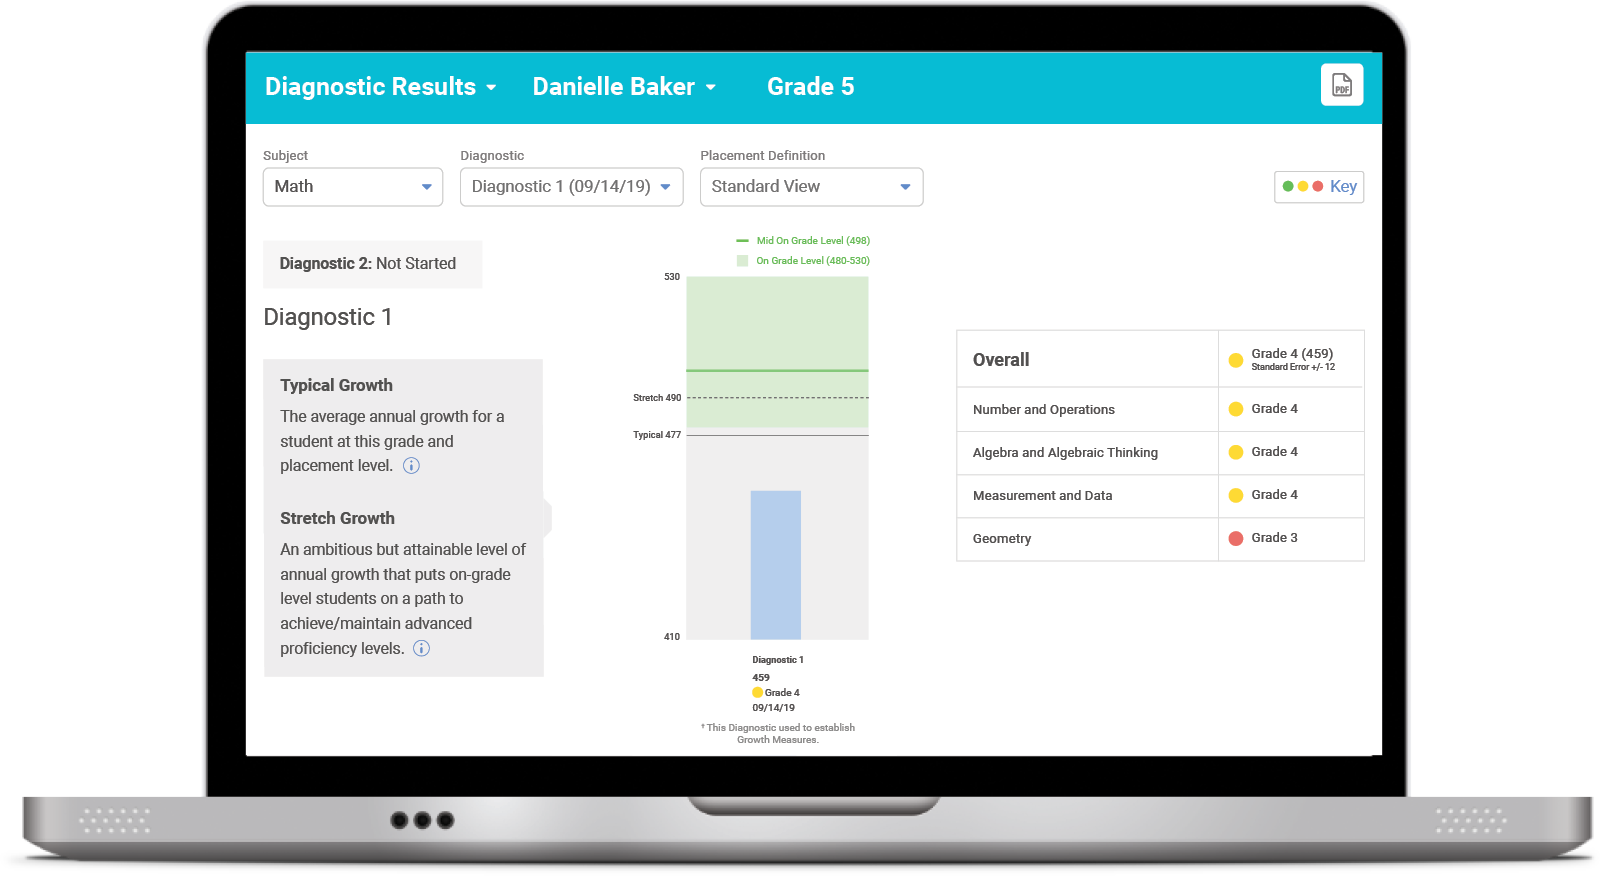 Diagnostic Results
Danielle Baker
Grade 5
PDF
Subject
Diagnostic
Placement Definition
Math
Diagnostic 1 (09/14/19)
Standard View
Key
Diagnostic 2: Not Started
Diagnostic 1
Typical Growth
The average annual growth for a
student at this grade and
placement level.
Stretch Growth
An ambitious but attainable level of
annual growth that puts on-grade
level students on a path to
achieve/maintain advanced
proficiency levels.
Mid On Grade Level (498)
On Grade Level (480-530)
530
Stretch 490
Typical 477
410
Diagnostic 1
459
Grade 4
09/14/19
† This Diagnostic used to establish
Growth Measures.
Overall
Grade 4 (459)
Standard Error +/- 12
Number and Operations
Grade 4
Algebra and Algebraic Thinking
Grade 4
Measurement and Data
Grade 4
Geometry
Grade 3